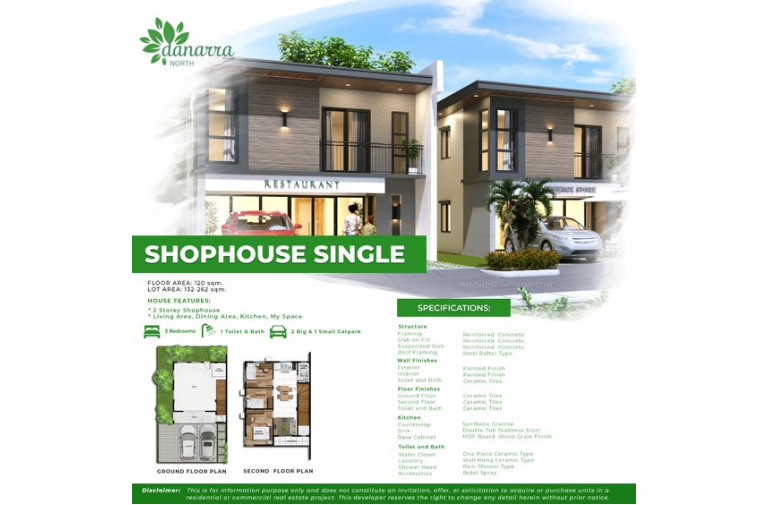 danarra
NORTH
RESTAURANT
STORE
SHOPHOUSE SINGLE
FLOOR AREA: 120 sqm.
LOT AREA: 132-262 sqm.
HOUSE FEATURES:
* 2 Storey Shophouse
* Living Area, Dining Area, Kitchen, My Space
3 Bedrooms
1 Toilet & Bath
2 Big & 1 Small Carpark
GROUND FLOOR PLAN
SECOND FLOOR PLAN
Architect's Perspective
SPECIFICATIONS:
Structure
Framing Reinforced Concrete
Slab on Fill Reinforced Concrete
Suspended Slab Reinforced Concrete
Roof Framing Steel Rafter Type
Wall Finishes
Exterior Painted Finish
Interior Painted Finish
Toilet and Bath Ceramic Tiles
Floor Finishes
Ground Floor Ceramic Tiles
Second Floor Ceramic Tiles
Toilet and Bath Ceramic Tiles
Kitchen
Countertop Synthetic Granite
Sink Double Tub Stainless Steel
Base Cabinet MDF Board Wood Grain Finish
Toilet and Bath
Water Closet One-Piece Ceramic Type
Lavatory Wall Hung Ceramic Type
Shower Head Rain Shower Type
Accessories Bidet Spray
Disclaimer: This is for information purpose only and does not constitute an invitation, offer, or solicitation to acquire or purchase units in a
residential or commercial real estate project. This developer reserves the right to change any detail herein without prior notice.